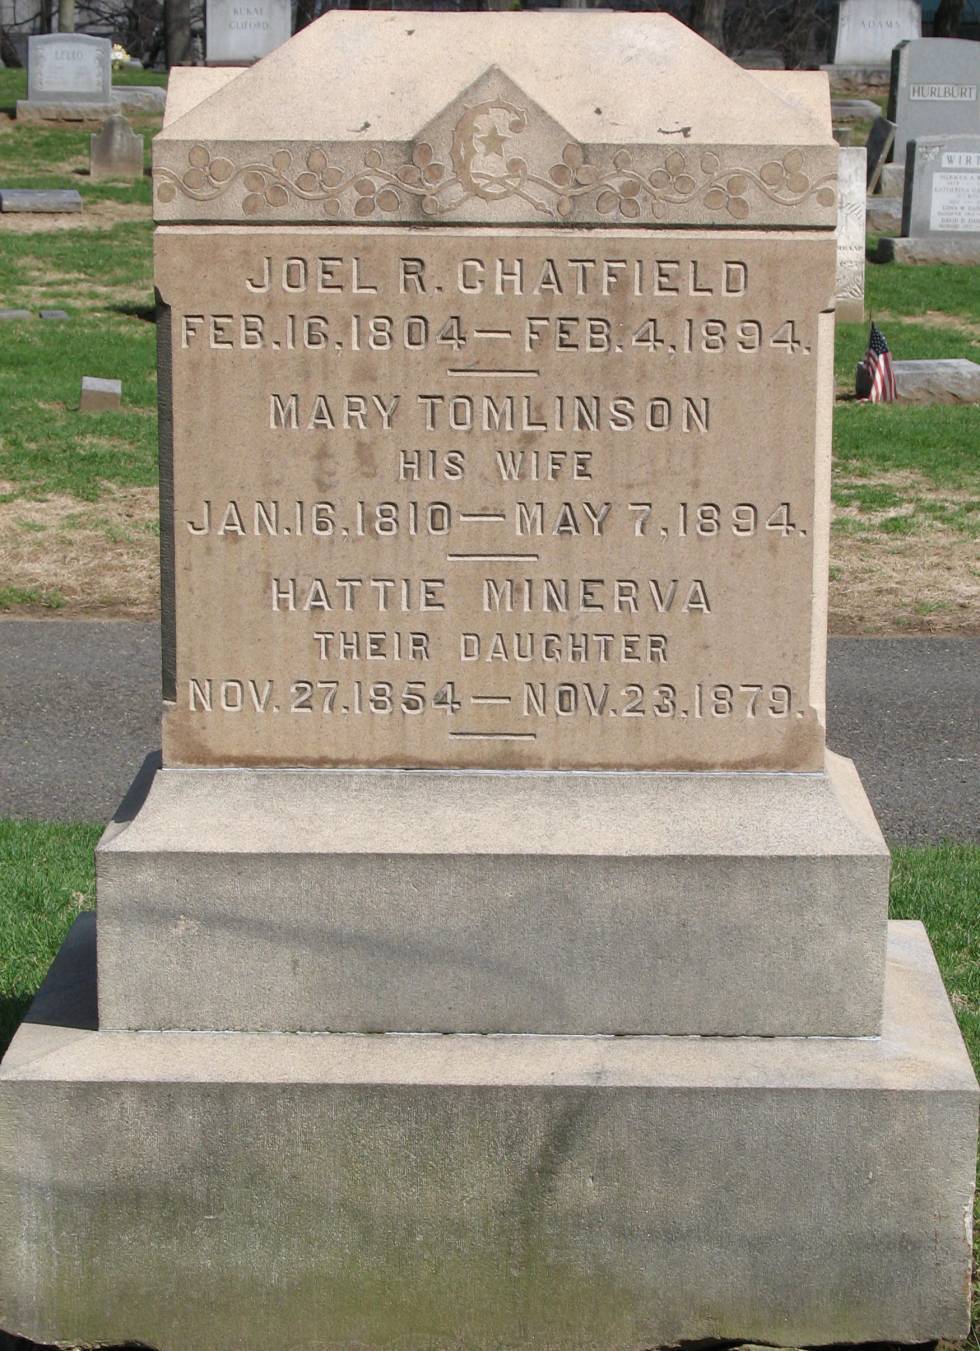 JOEL R. CHATFIELD
FEB. 16, 1804 — FEB. 4, 1894.
MARY TOMLINSON
HIS WIFE
JAN. 16, 1810 — MAY 7, 1894.
HATTIE MINERVA
THEIR DAUGHTER
NOV. 27, 1854 — NOV. 23, 1879.
ADAMS
HURLBURT
WIRT